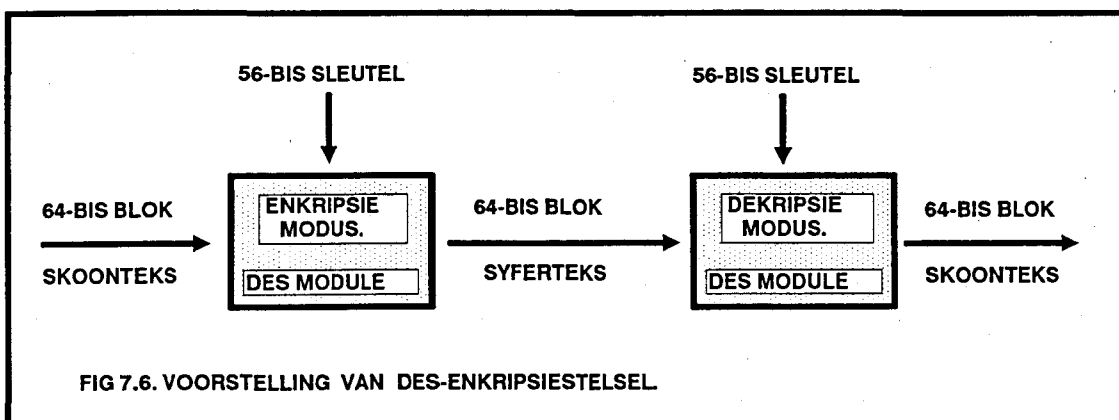 56-BIS SLEUTEL
56-BIS SLEUTEL
64-BIS BLOK
SKOONTEKS
ENKRIPSIE
MODUS.
DES MODULE
64-BIS BLOK
SYFERTEKS
DEKRIPSIE
MODUS.
DES MODULE
64-BIS BLOK
SKOONTEKS
FIG 7.6. VOORSTELLING VAN DES-ENKRIPSIESTELSEL.